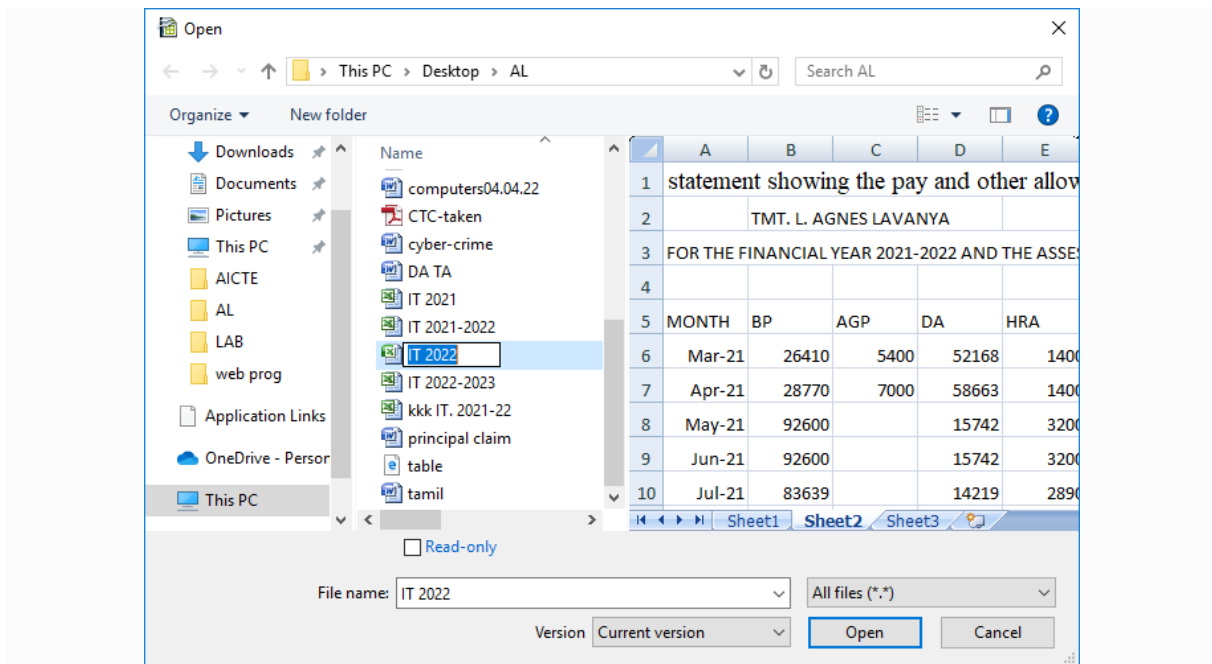 Open
This PC > Desktop > AL
Search AL
Organize
New folder
Downloads
Documents
Pictures
This PC
AICTE
AL
LAB
web prog
Application Links
OneDrive - Person
This PC
Name
computers04.04.22
CTC-taken
cyber-crime
DA TA
IT 2021
IT 2021-2022
IT 2022
IT 2022-2023
kkk IT. 2021-22
principal claim
table
tamil
A B C D E
1 statement showing the pay and other allow
2 TMT. L. AGNES LAVANYA
3 FOR THE FINANCIAL YEAR 2021-2022 AND THE ASSES
4
5 MONTH BP AGP DA HRA
6 Mar-21 26410 5400 52168 1400
7 Apr-21 28770 7000 58663 1400
8 May-21 92600 15742 3200
9 Jun-21 92600 15742 3200
10 Jul-21 83639 14219 2890
Sheet1 Sheet2 Sheet3
Read-only
File name: IT 2022
All files (*.*)
Version Current version
Open
Cancel